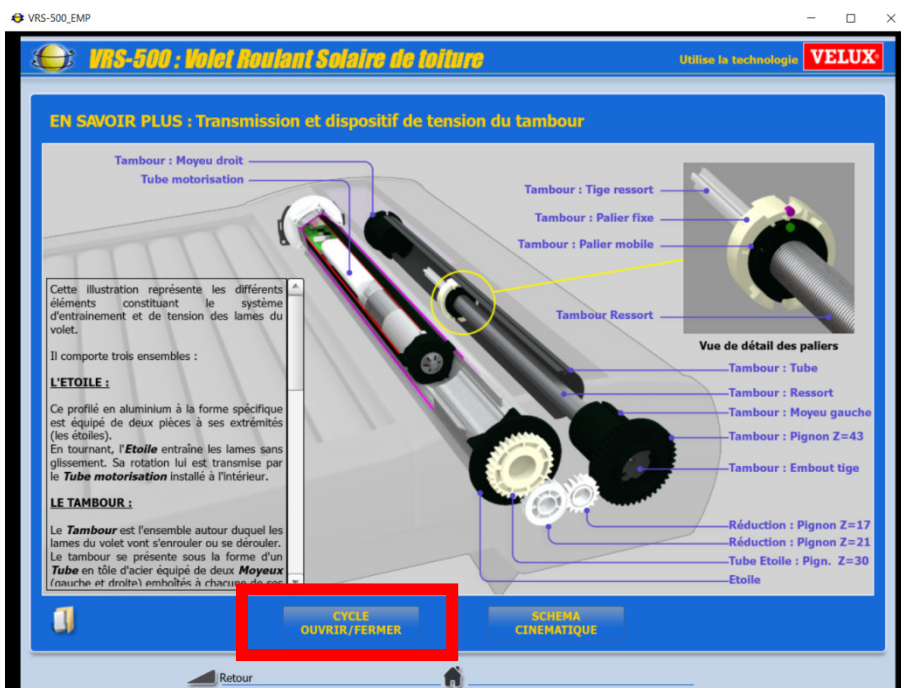 VRS-500_EMP
VRS-500 : Volet Roulant Solaire de toiture
Utilise la technologie VELUX
EN SAVOIR PLUS : Transmission et dispositif de tension du tambour
Tambour : Moyeu droit
Tube motorisation
Tambour : Tige ressort
Tambour : Palier fixe
Tambour : Palier mobile
Tambour Ressort
Vue de détail des paliers
Tambour : Tube
Tambour : Ressort
Tambour : Moyeu gauche
Tambour : Pignon Z=43
Tambour : Embout tige
Réduction : Pignon Z=17
Réduction : Pignon Z=21
Tube Etoile : Pign. Z=30
Etoile
Cette illustration représente les différents
éléments constituant le système
d'entrainement et de tension des lames du
volet.
Il comporte trois ensembles :
L'ETOILE :
Ce profilé en aluminium à la forme spécifique
est équipé de deux pièces à ses extrémités
(les étoiles).
En tournant, l'Etoile entraîne les lames sans
glissement. Sa rotation lui est transmise par
le Tube motorisation installé à l'intérieur.
LE TAMBOUR :
Le Tambour est l'ensemble autour duquel les
lames du volet vont s'enrouler ou se dérouler.
Le tambour se présente sous la forme d'un
Tube en tôle d'acier équipé de deux Moyeux
(gauche et droite) emboîtés à chacune de ses
CYCLE
OUVRIR/FERMER
SCHEMA
CINEMATIQUE
Retour